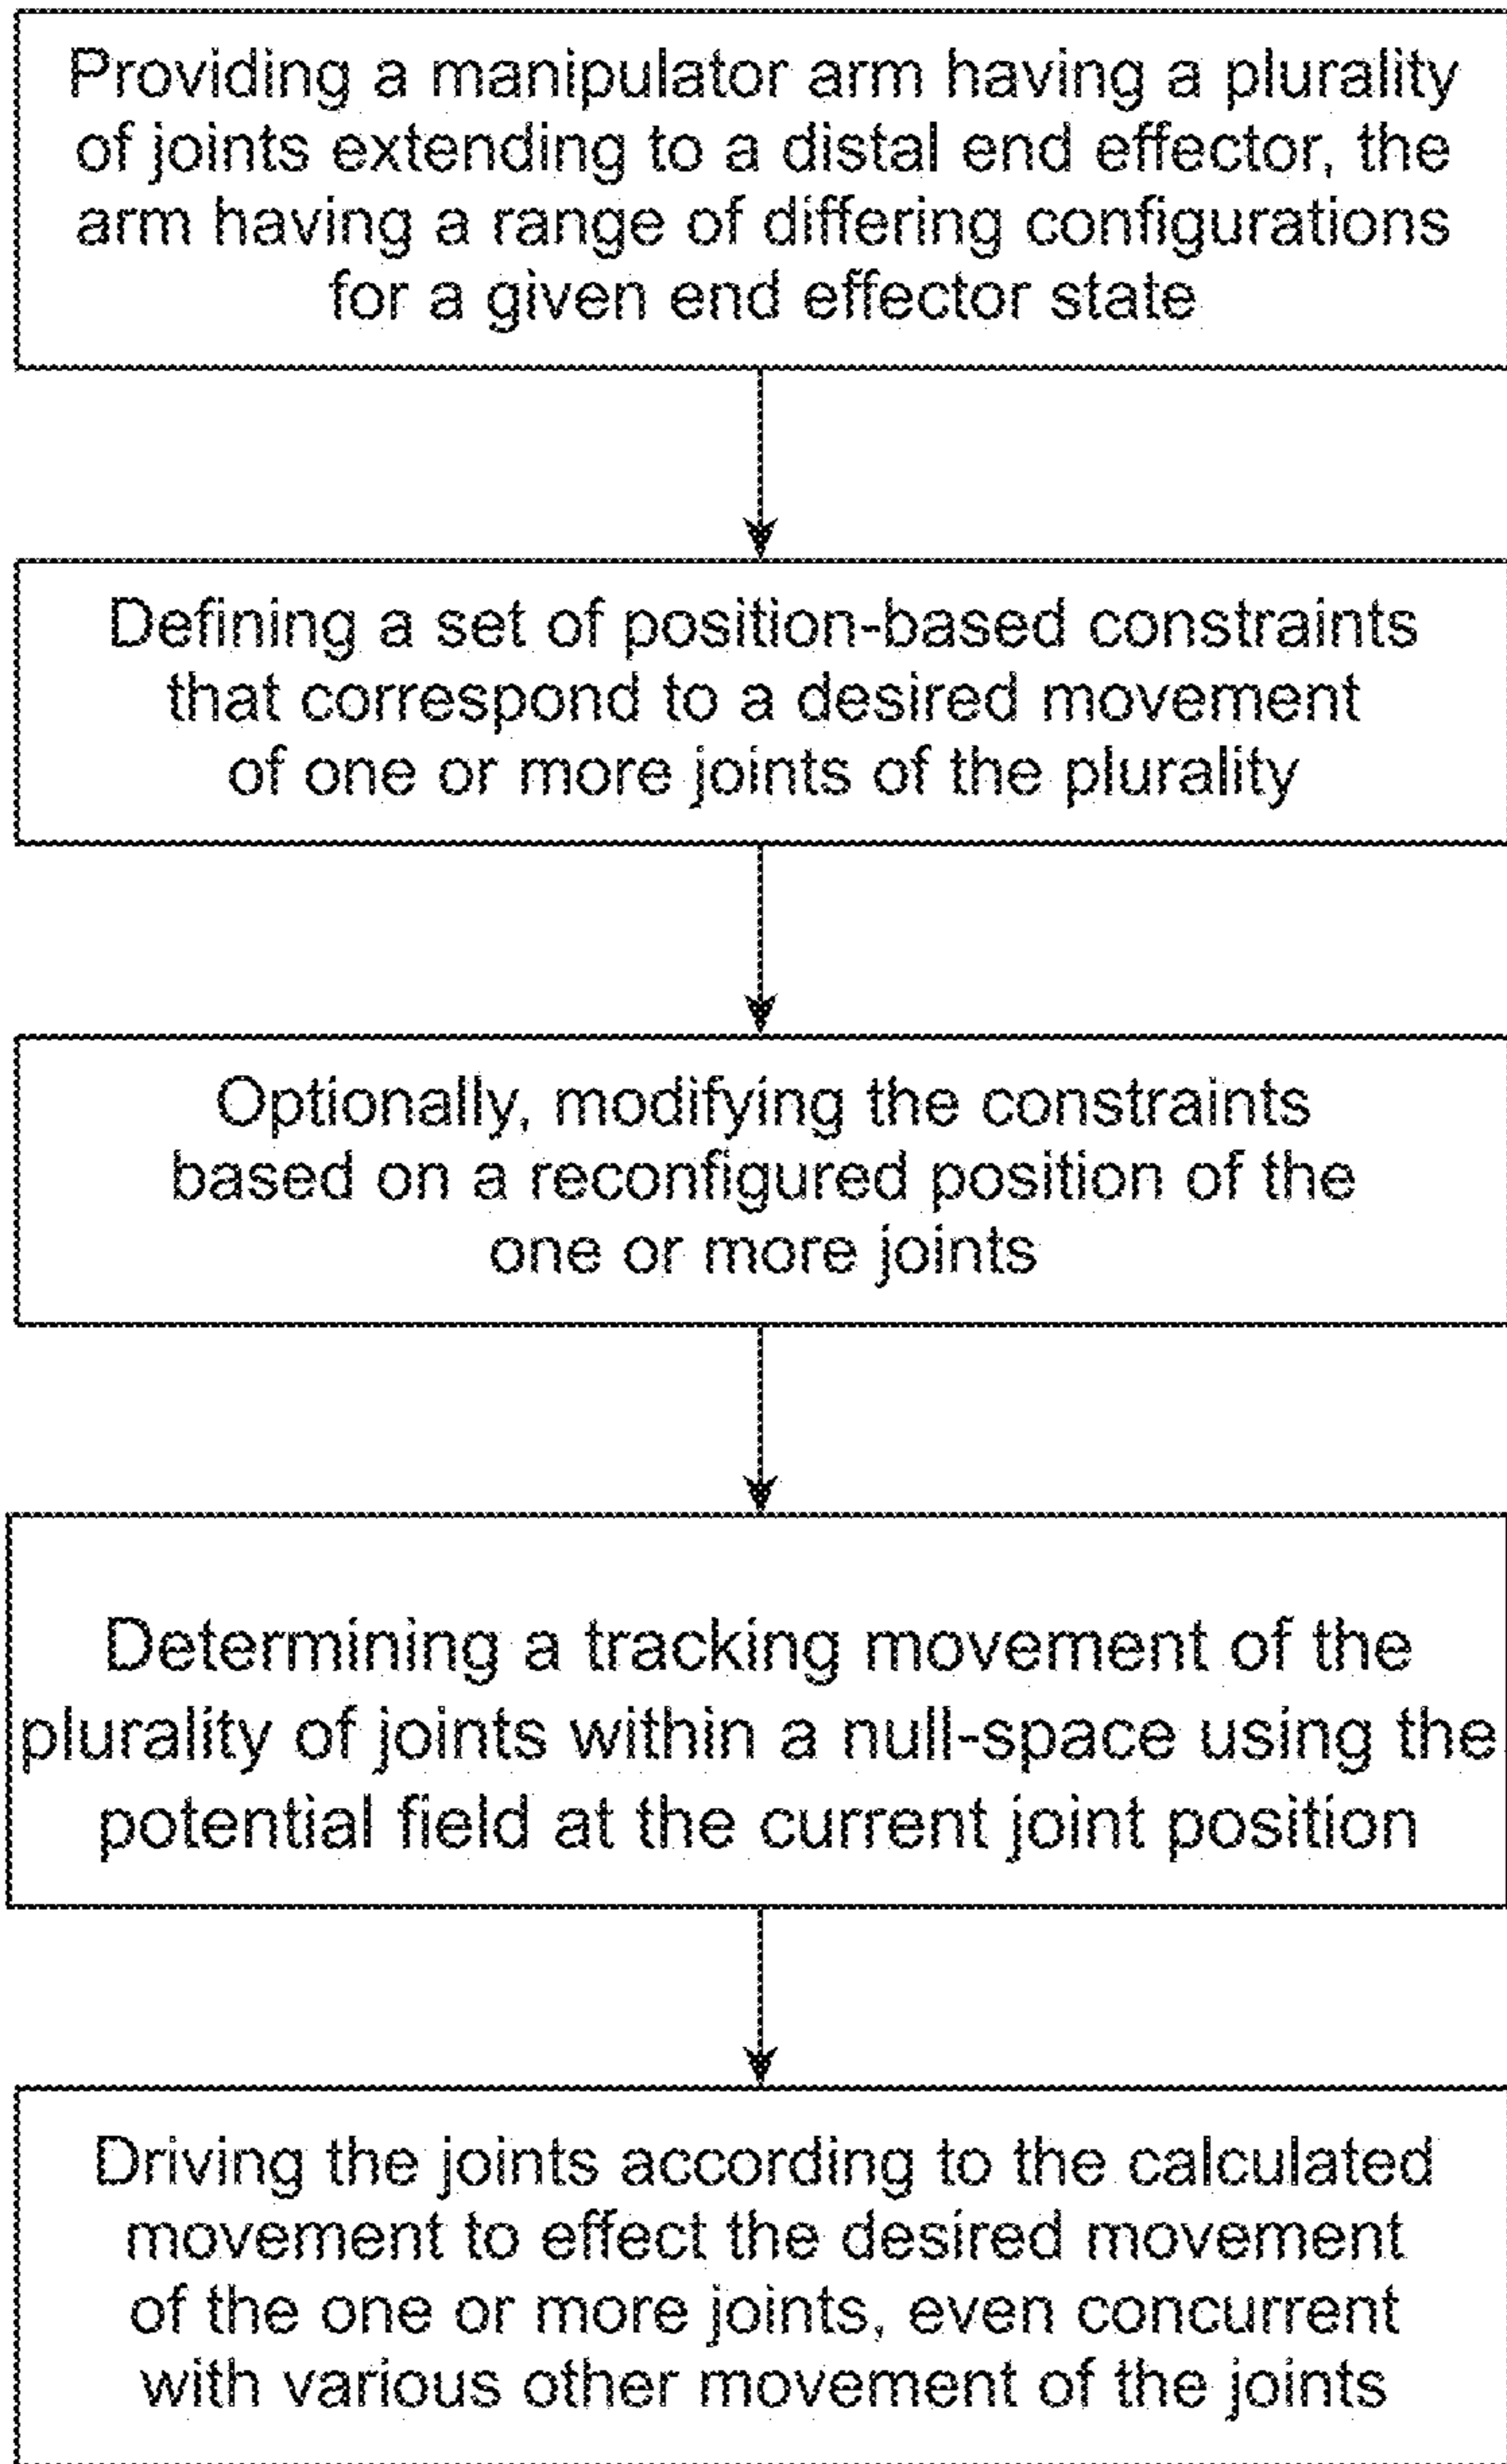 Providing a manipulator arm having a plurality
of joints extending to a distal end effector, the
arm having a range of differing configurations
for a given end effector state
Defining a set of position-based constraints
that correspond to a desired movement
of one or more joints of the plurality
Optionally, modifying the constraints
based on a reconfigured position of the
one or more joints
Determining a tracking movement of the
plurality of joints within a null-space using the
potential field at the current joint position
Driving the joints according to the calculated
movement to effect the desired movement
of the one or more joints, even concurrent
with various other movement of the joints